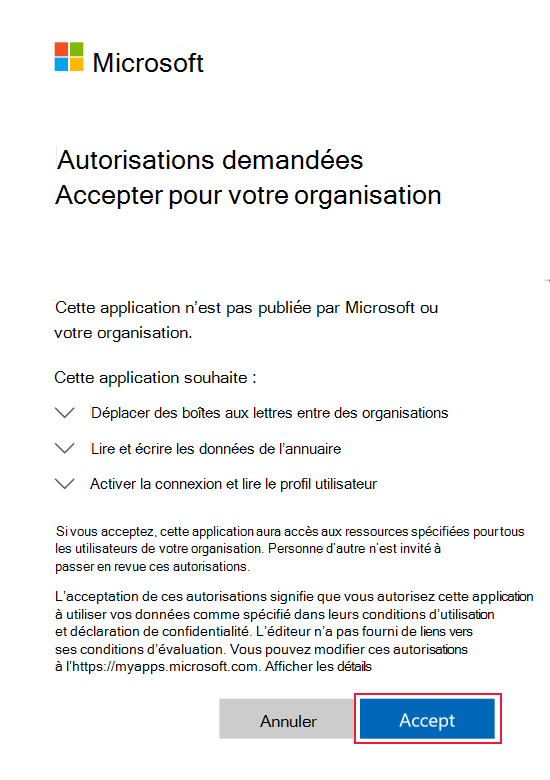 Microsoft
Autorisations demandées
Accepter pour votre organisation
Cette application n’est pas publiée par Microsoft ou
votre organisation.
Cette application souhaite :
Déplacer des boîtes aux lettres entre des organisations
Lire et écrire les données de l’annuaire
Activer la connexion et lire le profil utilisateur
Si vous acceptez, cette application aura accès aux ressources spécifiées pour tous
les utilisateurs de votre organisation. Personne d’autre n’est invité à
passer en revue ces autorisations.
L’acceptation de ces autorisations signifie que vous autorisez cette application
à utiliser vos données comme spécifié dans leurs conditions d’utilisation
et déclaration de confidentialité. L’éditeur n’a pas fourni de liens vers
ses conditions d’évaluation. Vous pouvez modifier ces autorisations
à l’https://myapps.microsoft.com. Afficher les détails
Annuler
Accept